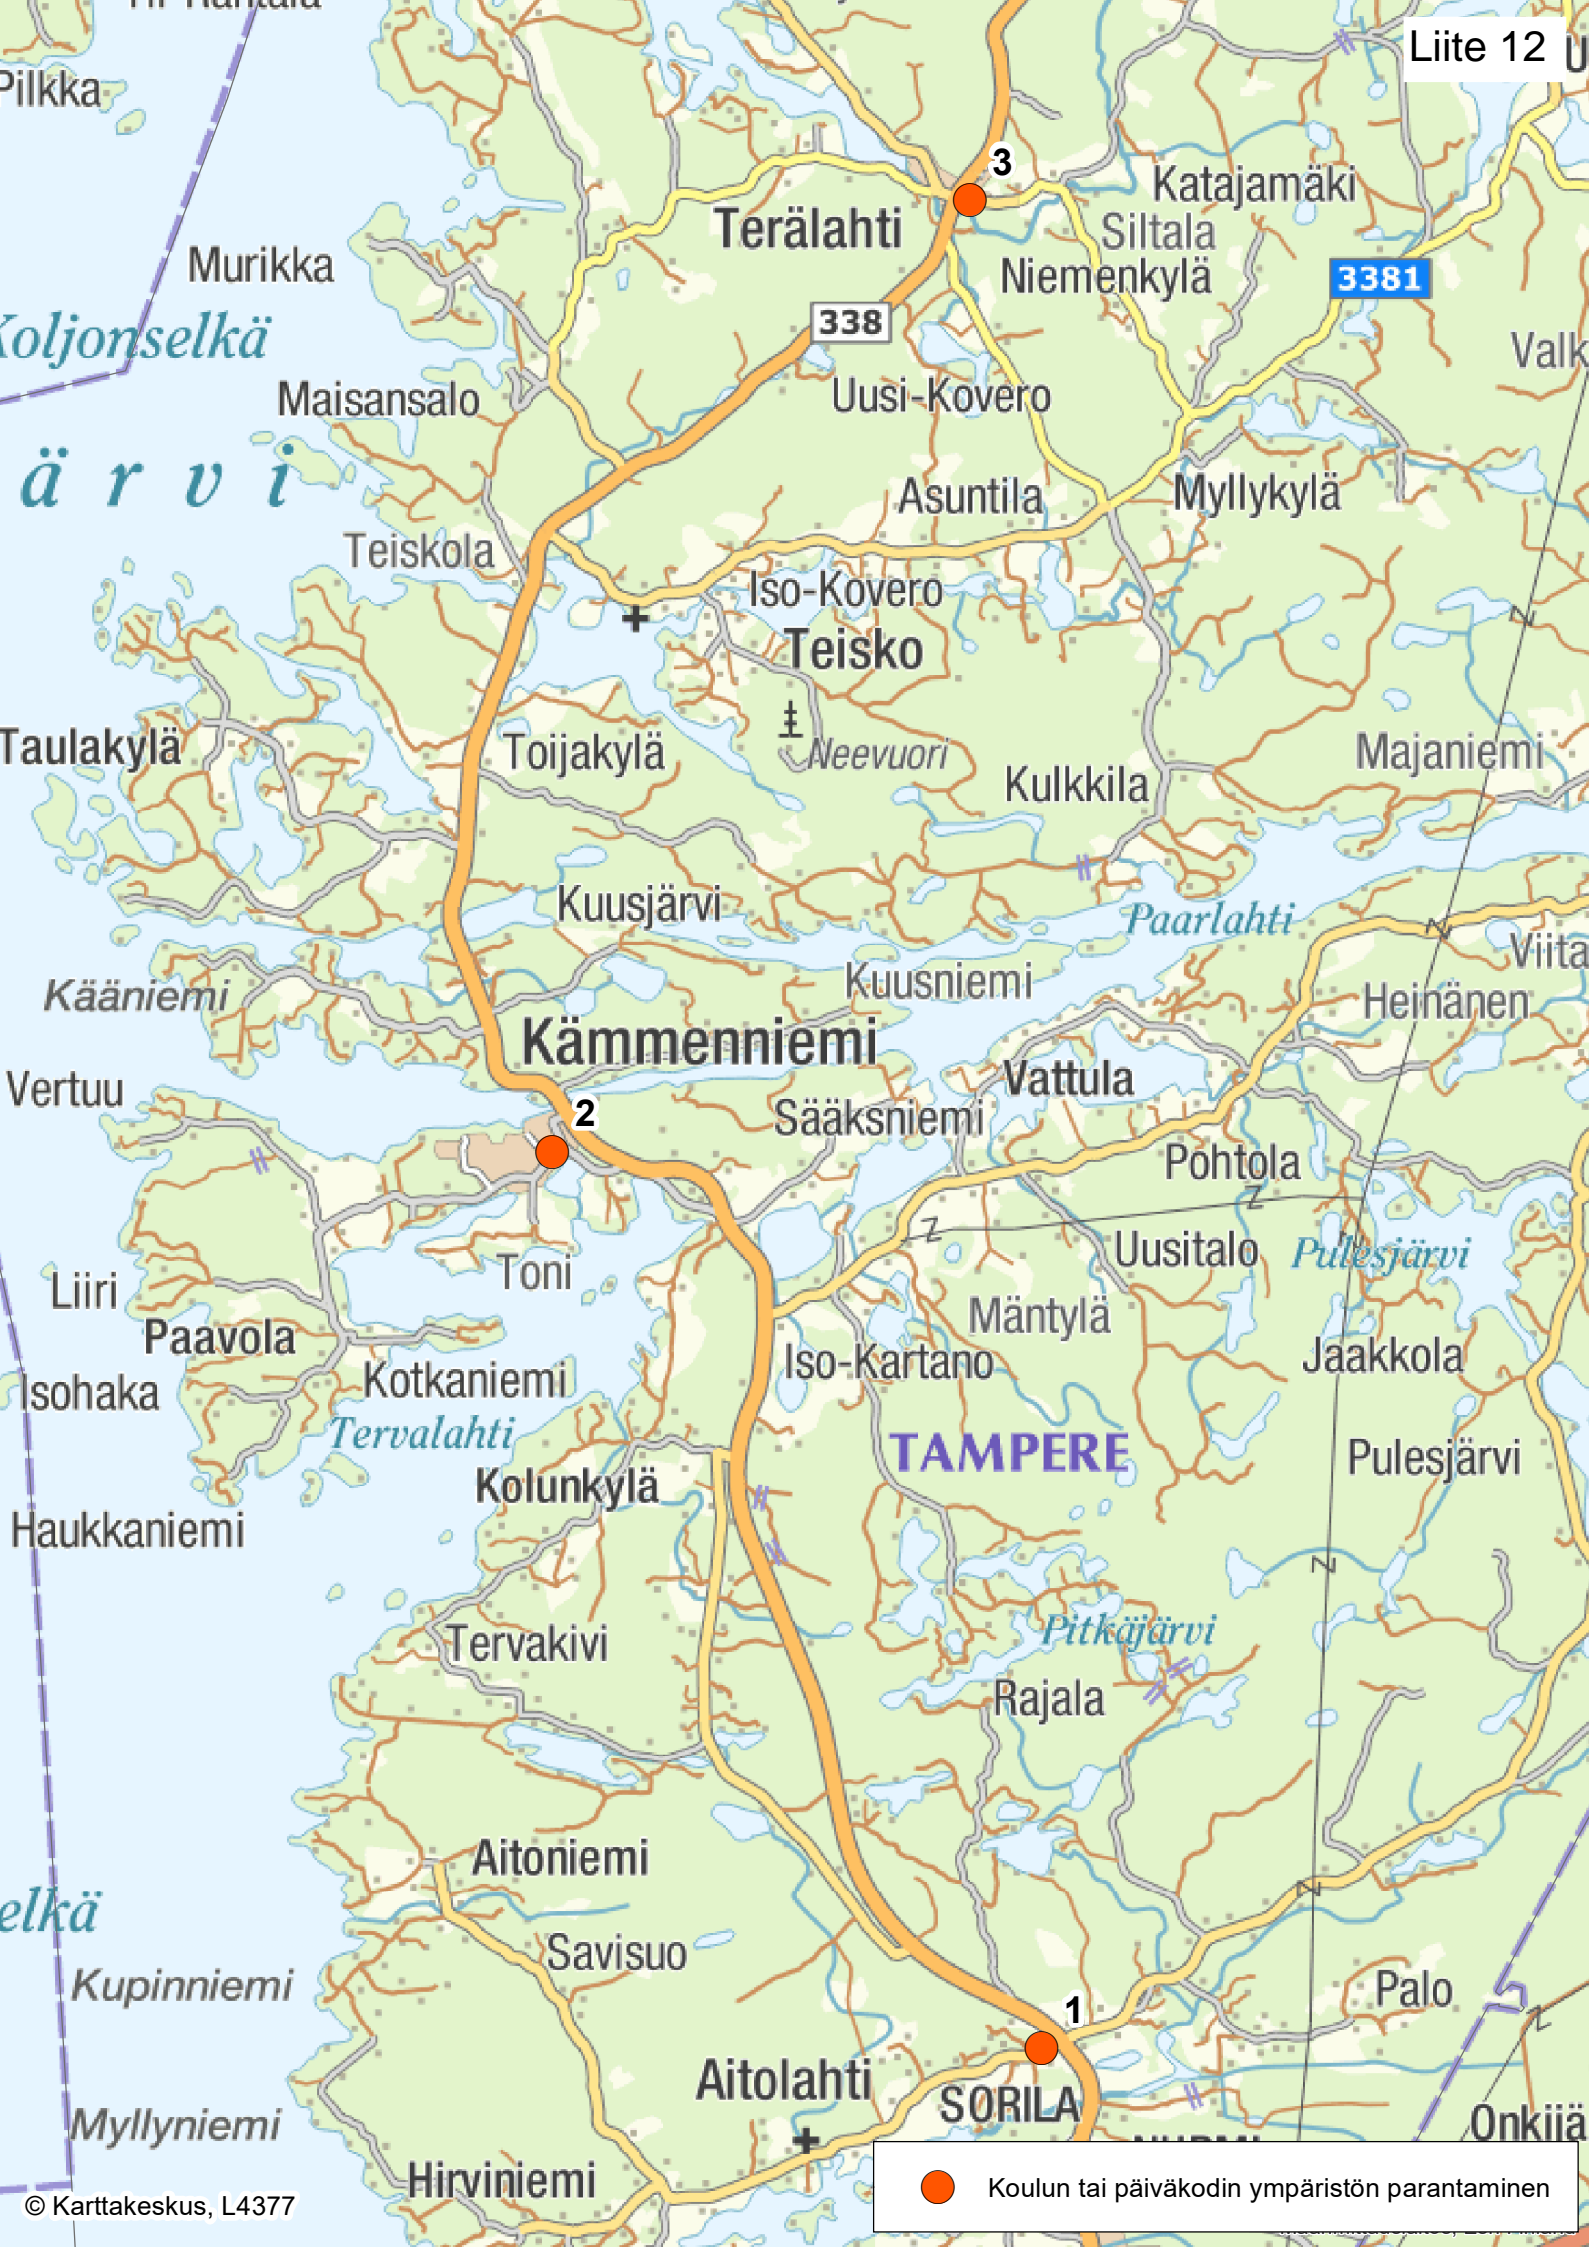 Pilkka
Liite 12
3
Katajamäki
Terälahti
Siltala
Murikka
Niemenkylä
3381
338
Koljonselkä
Valk
Maisansalo
Uusi-Kovero
ä r v i
Asuntila
Myllykylä
Teiskola
Iso-Kovero
Teisko
Taulakylä
Toijakylä
Neevuori
Majaniemi
Kulkkila
Kuusjärvi
Paarlahti
Viita
Kääniemi
Kuusniemi
Heinänen
Kämmenniemi
Vertuu
Vattula
2
Sääksniemi
Pohtola
Toni
Uusitalo
Pulesjärvi
Liiri
Mäntylä
Paavola
Iso-Kartano
Jaakkola
Isohaka
Kotkaniemi
Tervalahti
TAMPERE
Pulesjärvi
Kolunkylä
Haukkaniemi
Pitkäjärvi
Tervakivi
Rajala
Aitoniemi
elkä
Savisuo
Kupinniemi
Palo
1
Aitolahti
SORILA
Myllyniemi
Onkijä
Hirviniemi
Koulun tai päiväkodin ympäristön parantaminen
© Karttakeskus, L4377